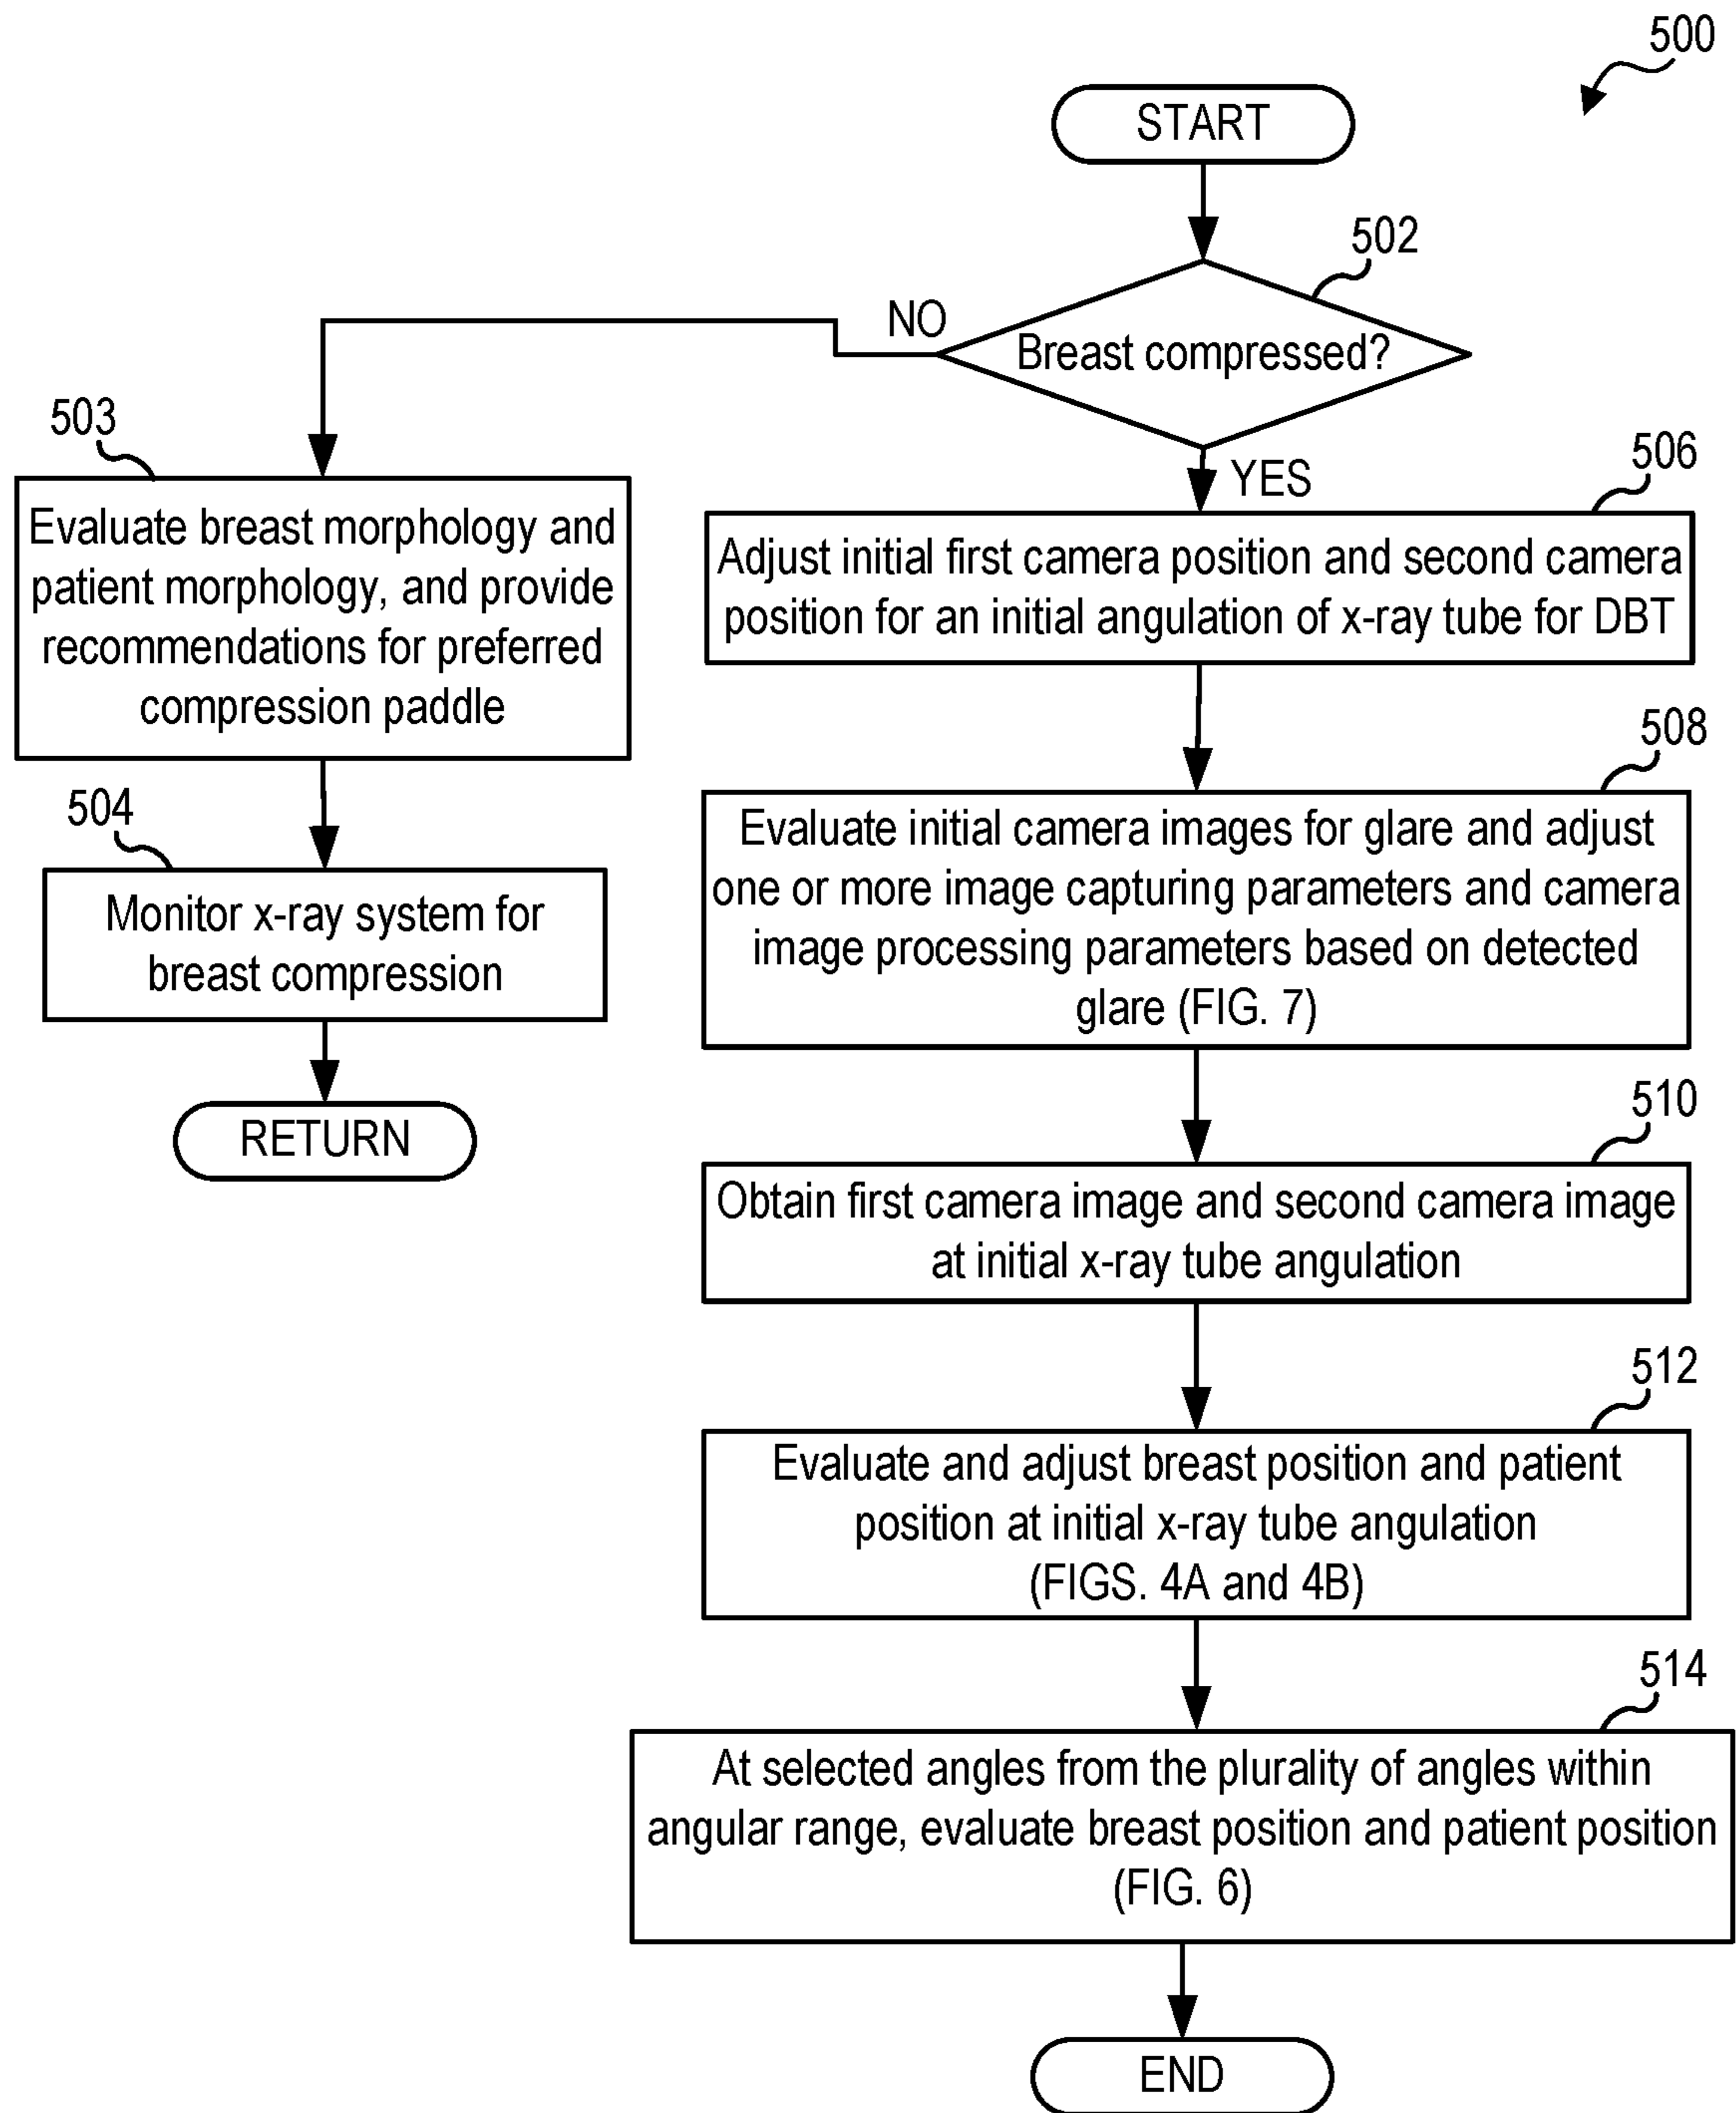 500
START
502
NO
Breast compressed?
503
YES
506
Evaluate breast morphology and
patient morphology, and provide
recommendations for preferred
compression paddle
Adjust initial first camera position and second camera
position for an initial angulation of x-ray tube for DBT
504
Monitor x-ray system for
breast compression
508
Evaluate initial camera images for glare and adjust
one or more image capturing parameters and camera
image processing parameters based on detected
glare (FIG. 7)
RETURN
510
Obtain first camera image and second camera image
at initial x-ray tube angulation
512
Evaluate and adjust breast position and patient
position at initial x-ray tube angulation
(FIGS. 4A and 4B)
514
At selected angles from the plurality of angles within
angular range, evaluate breast position and patient position
(FIG. 6)
END